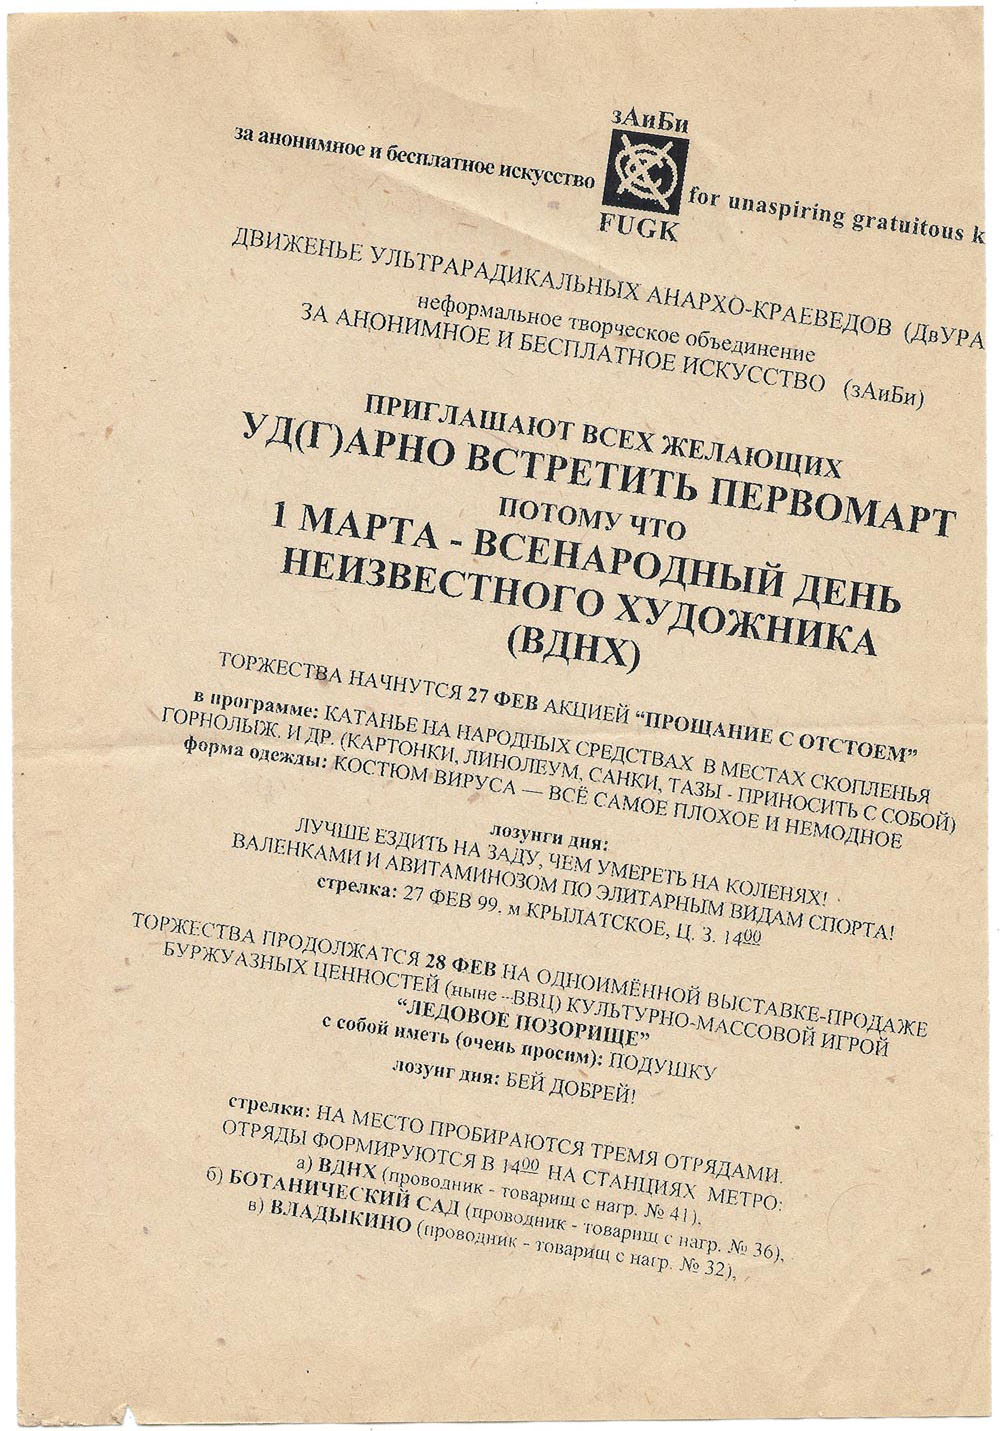 зАиБи
за анонимное и бесплатное искусство
for unaspiring gratuitous k
FUGK
ДВИЖЕНЬЕ УЛЬТРАРАДИКАЛЬНЫХ АНАРХО-КРАЕВЕДОВ (ДвУРА
неформальное творческое объединение
ЗА АНОНИМНОЕ И БЕСПЛАТНОЕ ИСКУССТВО (зАиБи)
ПРИГЛАШАЮТ ВСЕХ ЖЕЛАЮЩИХ
УД(Г)АРНО ВСТРЕТИТЬ ПЕРВОМАРТ
ПОТОМУ ЧТО
1 МАРТА - ВСЕНАРОДНЫЙ ДЕНЬ
НЕИЗВЕСТНОГО ХУДОЖНИКА
(ВДНХ)
ТОРЖЕСТВА НАЧНУТСЯ 27 ФЕВ АКЦИЕЙ “ПРОЩАНИЕ С ОТСТОЕМ”
в программе: КАТАНЬЕ НА НАРОДНЫХ СРЕДСТВАХ В МЕСТАХ СКОПЛЕНЬЯ
ГОРНОЛЫЖ. И ДР. (КАРТОНКИ, ЛИНОЛЕУМ, САНКИ, ТАЗЫ - ПРИНОСИТЬ С СОБОЙ)
форма одежды: КОСТЮМ ВИРУСА — ВСЁ САМОЕ ПЛОХОЕ И НЕМОДНОЕ
лозунги дня:
ЛУЧШЕ ЕЗДИТЬ НА ЗАДУ, ЧЕМ УМЕРЕТЬ НА КОЛЕНЯХ!
ВАЛЕНКАМИ И АВИТАМИНОЗОМ ПО ЭЛИТАРНЫМ ВИДАМ СПОРТА!
стрелка: 27 ФЕВ 99. м КРЫЛАТСКОЕ, Ц. З. 1400
ТОРЖЕСТВА ПРОДОЛЖАТСЯ 28 ФЕВ НА ОДНОИМЁННОЙ ВЫСТАВКЕ-ПРОДАЖЕ
БУРЖУАЗНЫХ ЦЕННОСТЕЙ (ныне - ВВЦ) КУЛЬТУРНО-МАССОВОЙ ИГРОЙ
“ЛЕДОВОЕ ПОЗОРИЩЕ”
с собой иметь (очень просим): ПОДУШКУ
лозунг дня: БЕЙ ДОБРЕЙ!
стрелки: НА МЕСТО ПРОБИРАЮТСЯ ТРЕМЯ ОТРЯДАМИ.
ОТРЯДЫ ФОРМИРУЮТСЯ В 1400 НА СТАНЦИЯХ МЕТРО:
а) ВДНХ (проводник - товарищ с нагр. № 41),
б) БОТАНИЧЕСКИЙ САД (проводник - товарищ с нагр. № 36),
в) ВЛАДЫКИНО (проводник - товарищ с нагр. № 32),